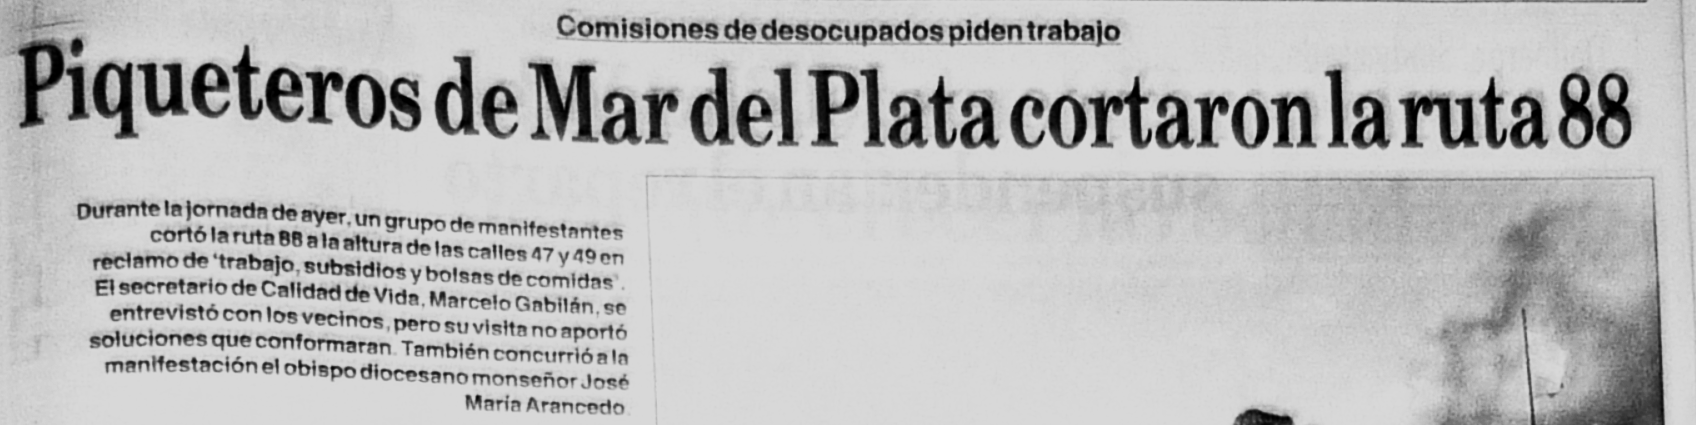 Comisiones de desocupados piden trabajo
Piqueteros de Mar del Plata cortaron la ruta 88
Durante la jornada de ayer, un grupo de manifestantes
cortó la ruta 88 a la altura de las calles 47 y 49 en
reclamo de 'trabajo, subsidios y bolsas de comidas'.
El secretario de Calidad de Vida, Marcelo Gabilán, se
entrevistó con los vecinos, pero su visita no aportó
soluciones que conformaran. También concurrió a la
manifestación el obispo diocesano monseñor José
María Arancedo.